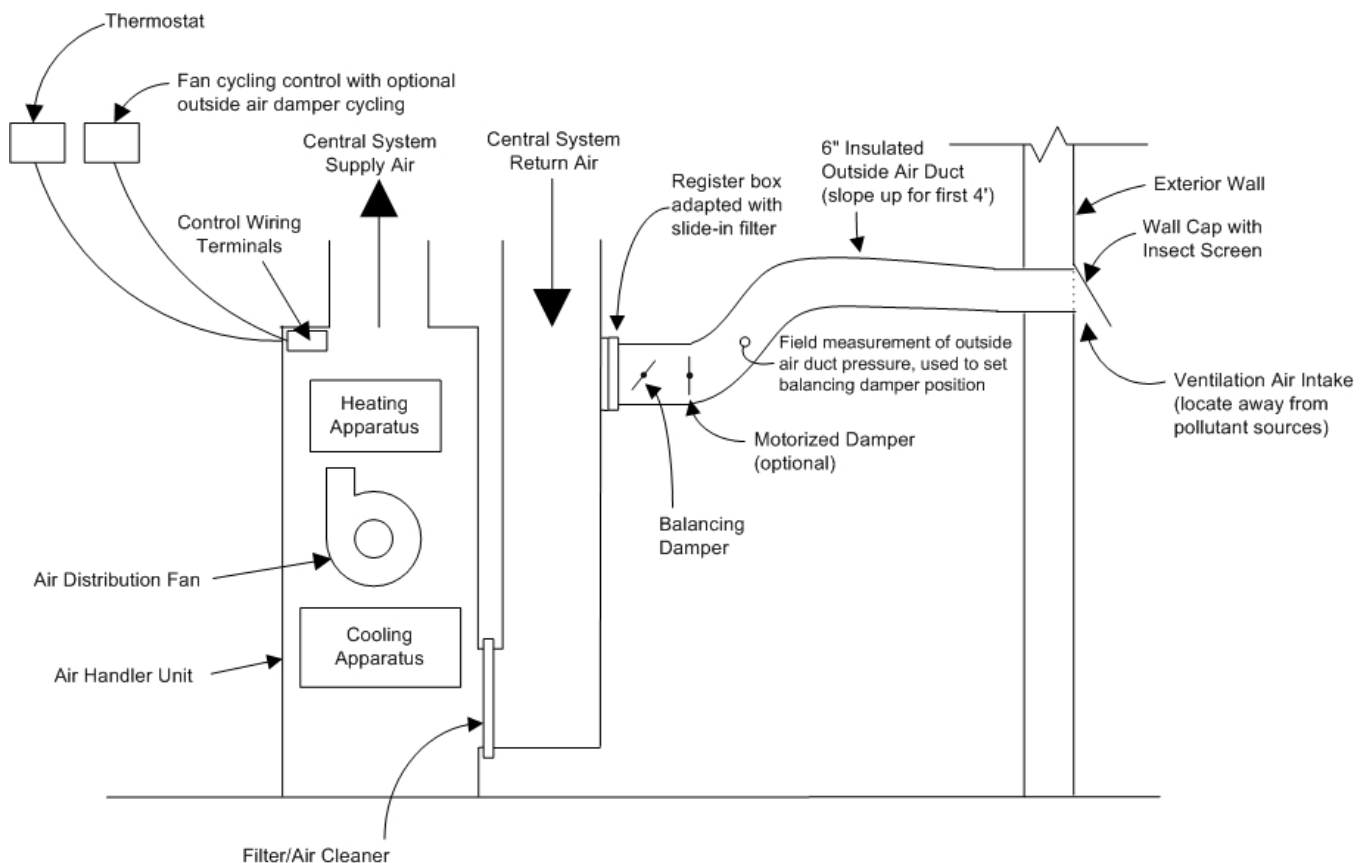 Thermostat
Fan cycling control with optional
outside air damper cycling
Central System
Supply Air
Central System
Return Air
6" Insulated
Outside Air Duct
(slope up for first 4')
Register box
adapted with
slide-in filter
Exterior Wall
Wall Cap with
Insect Screen
Control Wiring
Terminals
Field measurement of outside
air duct pressure, used to set
balancing damper position
Ventilation Air Intake
(locate away from
pollutant sources)
Heating
Apparatus
Motorized Damper
(optional)
Balancing
Damper
Air Distribution Fan
Cooling
Apparatus
Air Handler Unit
Filter/Air Cleaner